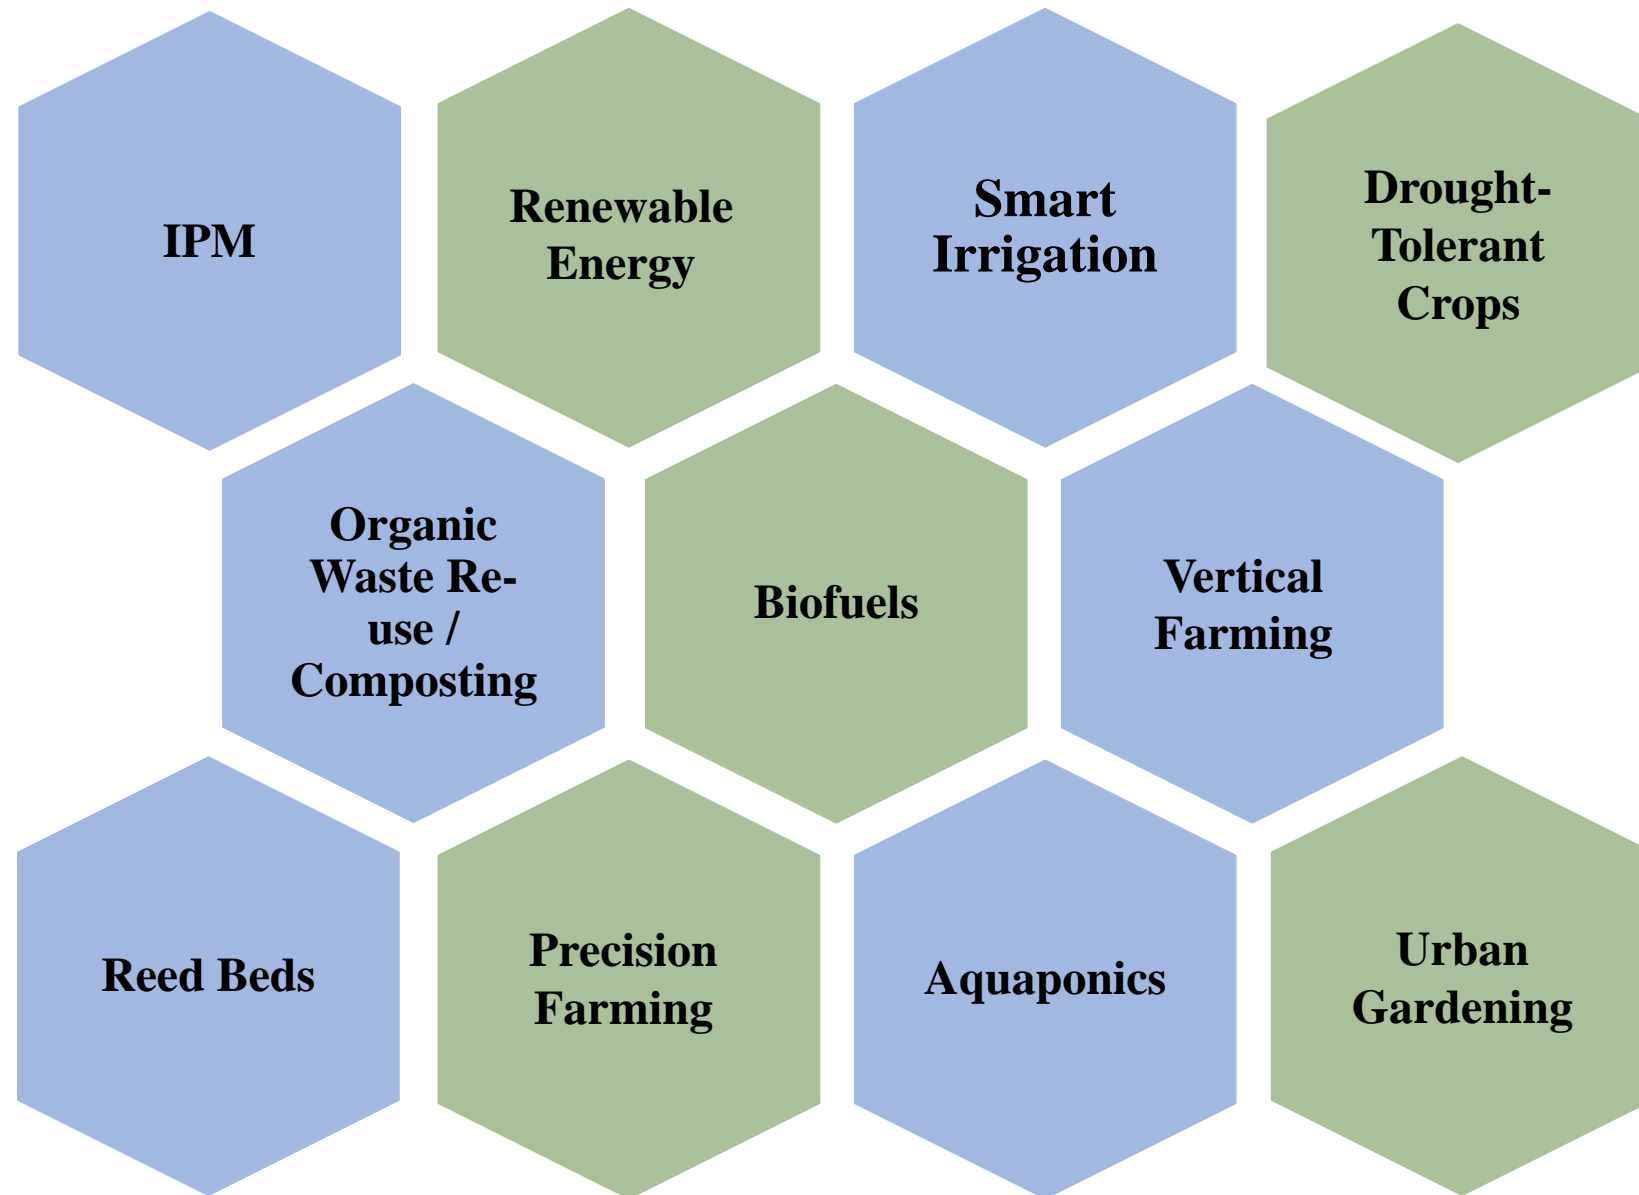 IPM
Renewable
Energy
Smart
Irrigation
Drought-
Tolerant
Crops
Organic
Waste Re-
use /
Composting
Biofuels
Vertical
Farming
Reed Beds
Precision
Farming
Aquaponics
Urban
Gardening